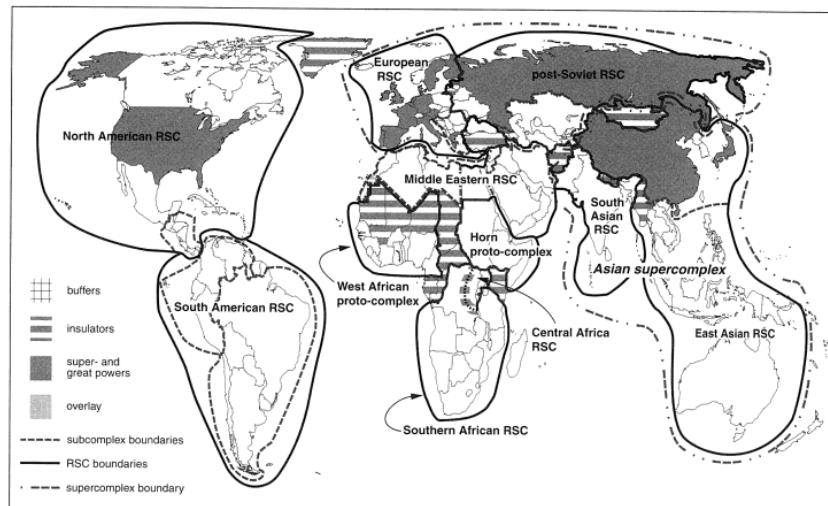 European
RSC
post-Soviet RSC
North American RSC
Middle Eastern RSC
South
Asian
RSC
Horn
proto-complex
Asian supercomplex
West African
proto-complex
South American RSC
Central Africa
RSC
East Asian RSC
Southern African RSC
buffers
insulators
super- and
great powers
overlay
subcomplex boundaries
RSC boundaries
supercomplex boundary